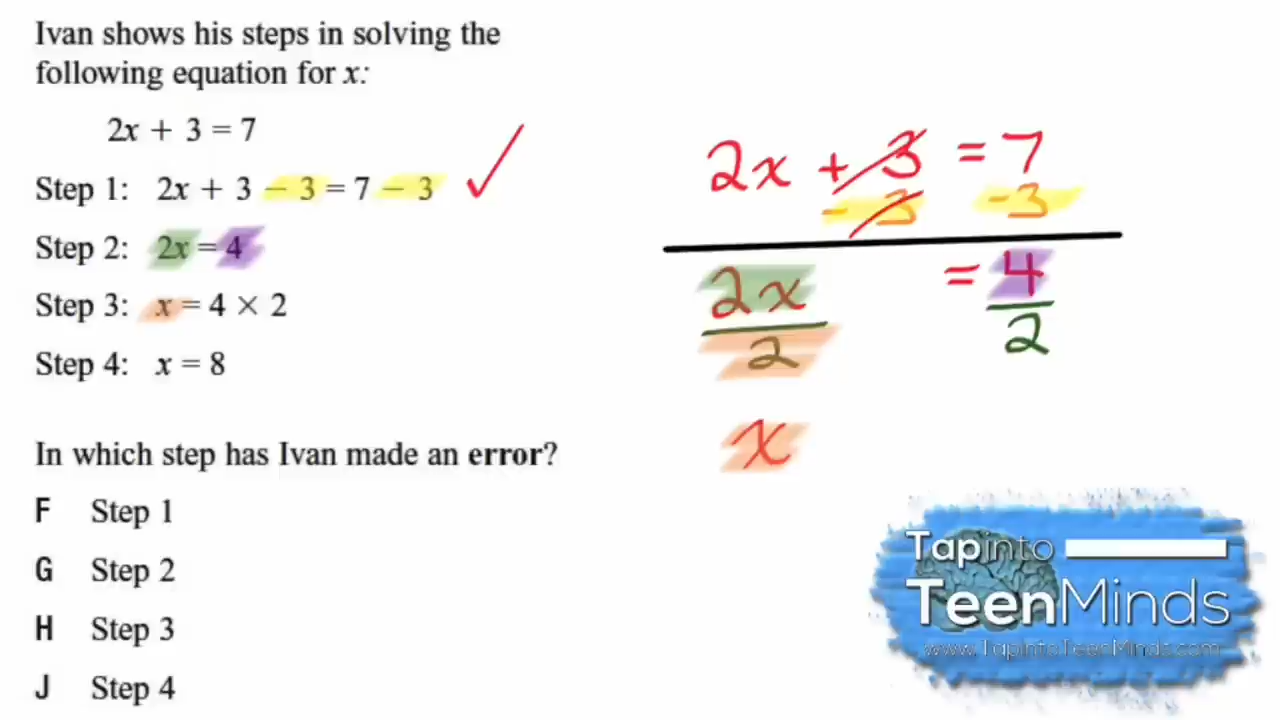 Ivan shows his steps in solving the
following equation for x:
2x + 3 = 7
Step 1: 2x + 3 − 3 = 7 − 3
Step 2: 2x = 4
Step 3: x = 4 × 2
Step 4: x = 8
In which step has Ivan made an error?
F Step 1
G Step 2
H Step 3
J Step 4
2x + 3 = 7
- 3 - 3
2x = 4
2 2
x
Tap into
TeenMinds
www.TapIntoTeenMinds.com